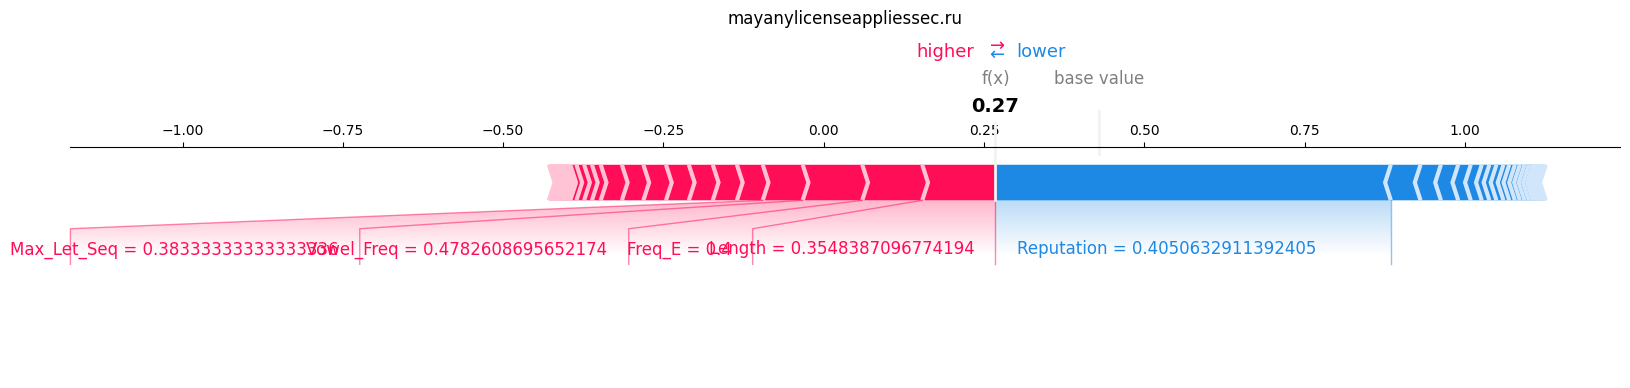 mayanylicenseappliessec.ru
higher ⇄ lower
f(x) base value
0.27
−1.00 −0.75 −0.50 −0.25 0.00 0.25 0.50 0.75 1.00
Max_Let_Seq = 0.38333333333333336 Vowel_Freq = 0.4782608695652174 Freq_E = 0.4 Length = 0.3548387096774194 Reputation = 0.4050632911392405